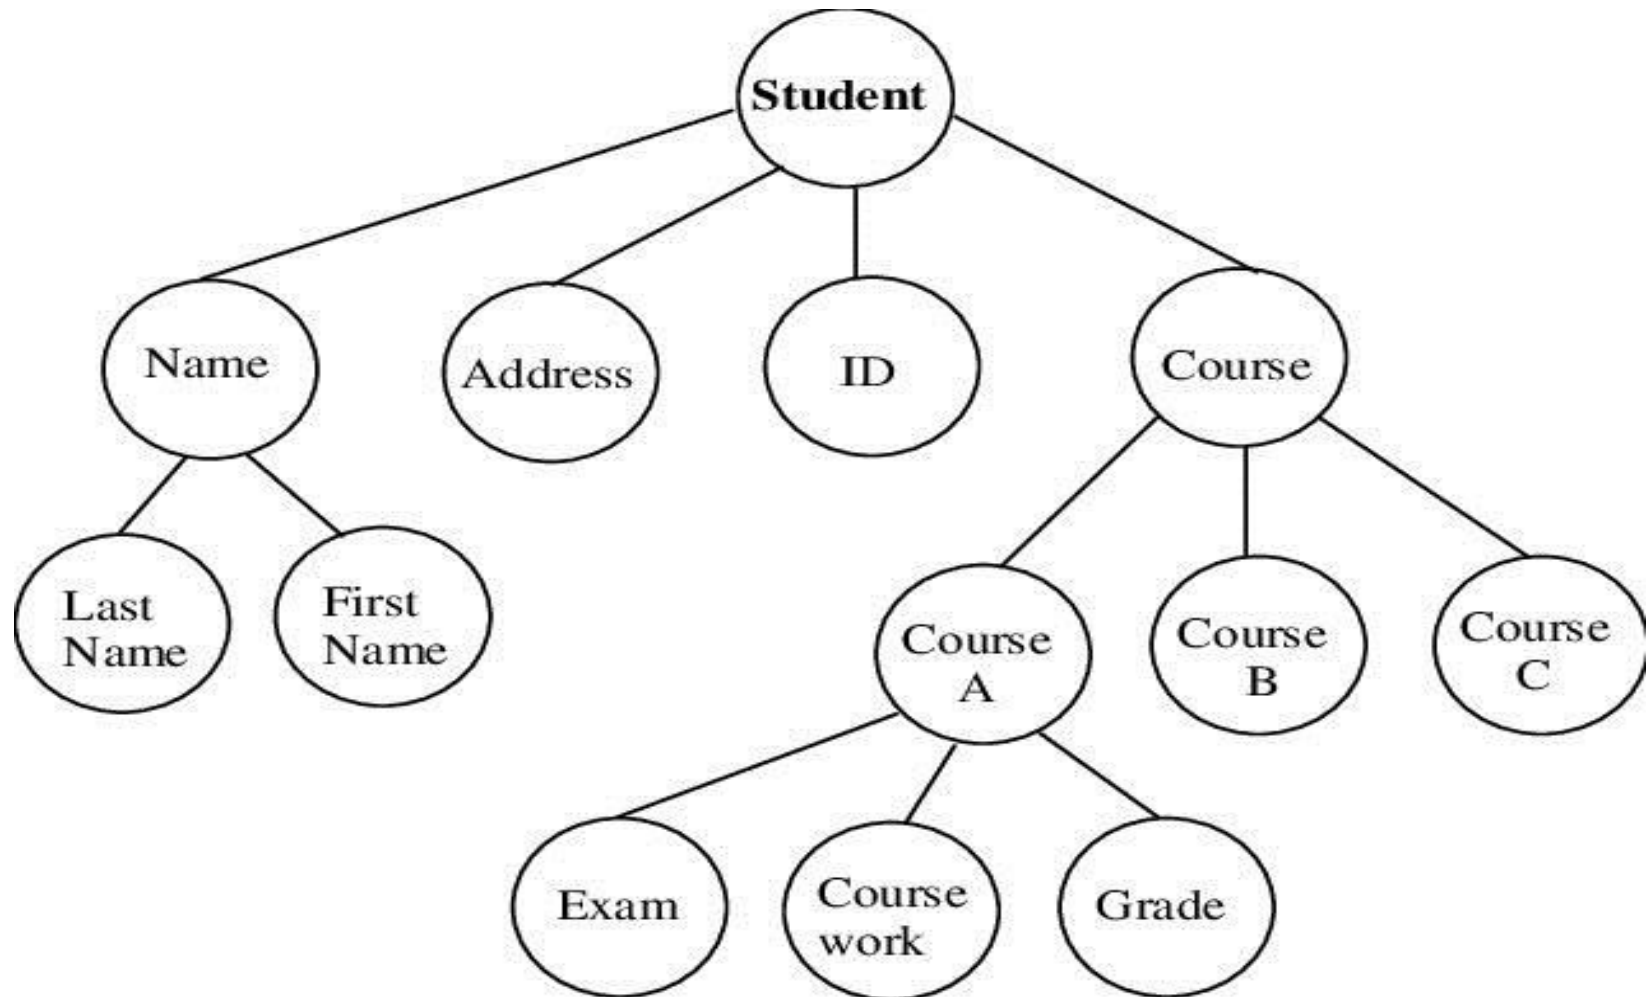 Student
Name
Address
ID
Course
Last
Name
First
Name
Course
A
Course
B
Course
C
Exam
Course
work
Grade